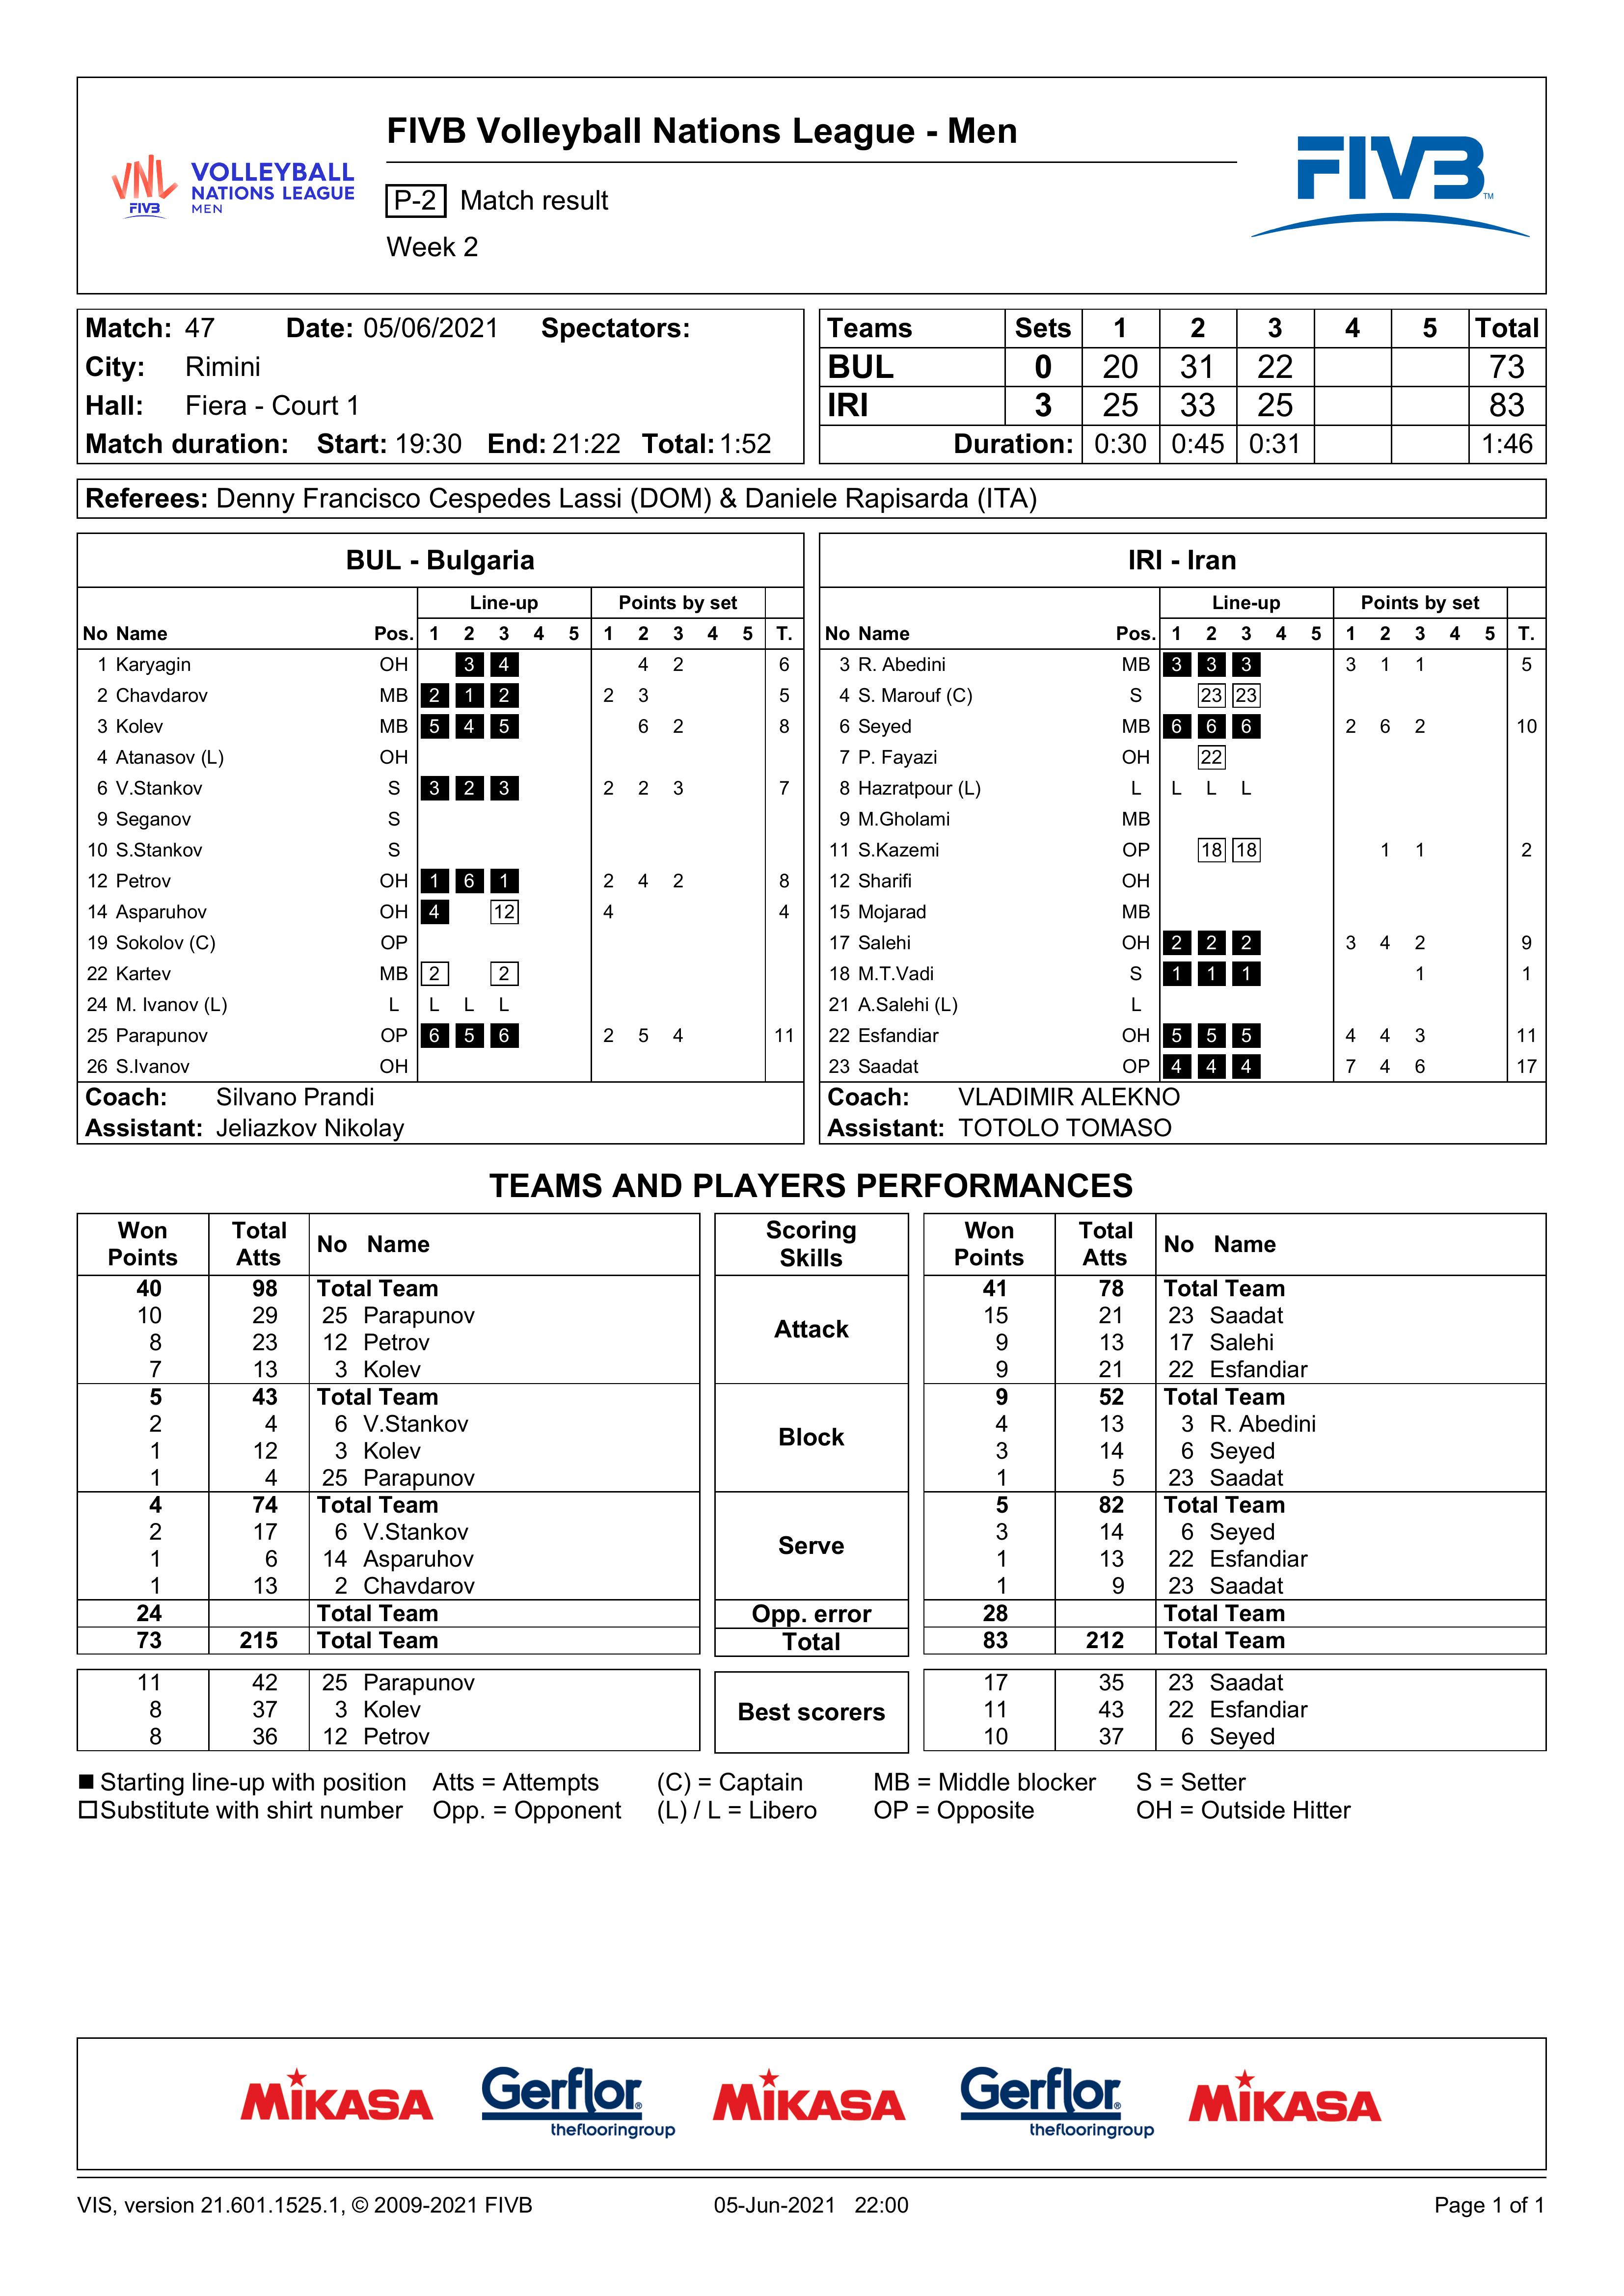 FIVB Volleyball Nations League - Men
VNL FIVB VOLLEYBALL NATIONS LEAGUE MEN
P-2 Match result
Week 2
FIVB TM
Match: 47 Date: 05/06/2021 Spectators:
City: Rimini
Hall: Fiera - Court 1
Match duration: Start: 19:30 End: 21:22 Total: 1:52
Teams Sets 1 2 3 4 5 Total
BUL 0 20 31 22 73
IRI 3 25 33 25 83
Duration: 0:30 0:45 0:31 1:46
Referees: Denny Francisco Cespedes Lassi (DOM) & Daniele Rapisarda (ITA)
BUL - Bulgaria
Line-up Points by set
No Name Pos. 1 2 3 4 5 1 2 3 4 5 T.
1 Karyagin OH 3 4 4 2 6
2 Chavdarov MB 2 1 2 2 3 5
3 Kolev MB 5 4 5 6 2 8
4 Atanasov (L) OH
6 V.Stankov S 3 2 3 2 2 3 7
9 Seganov S
10 S.Stankov S
12 Petrov OH 1 6 1 2 4 2 8
14 Asparuhov OH 4 12 4 4
19 Sokolov (C) OP
22 Kartev MB 2 2
24 M. Ivanov (L) L L L L
25 Parapunov OP 6 5 6 2 5 4 11
26 S.Ivanov OH
Coach: Silvano Prandi
Assistant: Jeliazkov Nikolay
IRI - Iran
Line-up Points by set
No Name Pos. 1 2 3 4 5 1 2 3 4 5 T.
3 R. Abedini MB 3 3 3 3 1 1 5
4 S. Marouf (C) S 23 23
6 Seyed MB 6 6 6 2 6 2 10
7 P. Fayazi OH 22
8 Hazratpour (L) L L L L
9 M.Gholami MB
11 S.Kazemi OP 18 18 1 1 2
12 Sharifi OH
15 Mojarad MB
17 Salehi OH 2 2 2 3 4 2 9
18 M.T.Vadi S 1 1 1 1 1
21 A.Salehi (L) L
22 Esfandiar OH 5 5 5 4 4 3 11
23 Saadat OP 4 4 4 7 4 6 17
Coach: VLADIMIR ALEKNO
Assistant: TOTOLO TOMASO
TEAMS AND PLAYERS PERFORMANCES
Won Points Total Atts No Name Scoring Skills Won Points Total Atts No Name
40 98 Total Team Attack 41 78 Total Team
10 29 25 Parapunov 15 21 23 Saadat
8 23 12 Petrov 9 13 17 Salehi
7 13 3 Kolev 9 21 22 Esfandiar
5 43 Total Team Block 9 52 Total Team
2 4 6 V.Stankov 4 13 3 R. Abedini
1 12 3 Kolev 3 14 6 Seyed
1 4 25 Parapunov 1 5 23 Saadat
4 74 Total Team Serve 5 82 Total Team
2 17 6 V.Stankov 3 14 6 Seyed
1 6 14 Asparuhov 1 13 22 Esfandiar
1 13 2 Chavdarov 1 9 23 Saadat
24 Total Team Opp. error 28 Total Team
73 215 Total Team Total 83 212 Total Team
11 42 25 Parapunov Best scorers 17 35 23 Saadat
8 37 3 Kolev 11 43 22 Esfandiar
8 36 12 Petrov 10 37 6 Seyed
Starting line-up with position Atts = Attempts (C) = Captain MB = Middle blocker S = Setter
Substitute with shirt number Opp. = Opponent (L) / L = Libero OP = Opposite OH = Outside Hitter
MIKASA Gerflor® theflooringgroup MIKASA Gerflor® theflooringgroup MIKASA
VIS, version 21.601.1525.1, © 2009-2021 FIVB 05-Jun-2021 22:00 Page 1 of 1